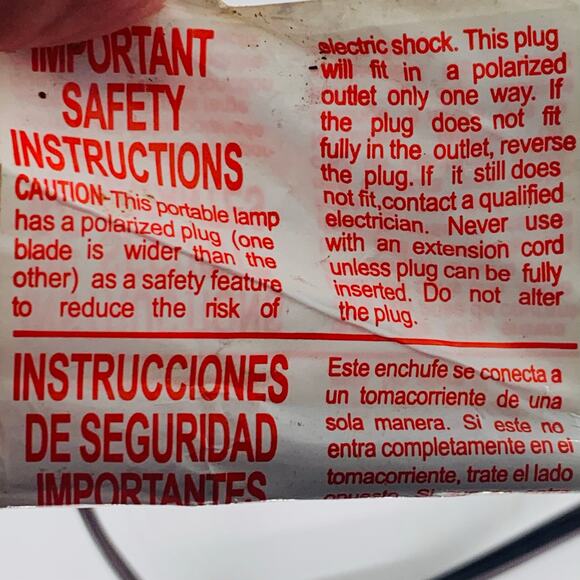 IMPORTANT
SAFETY
INSTRUCTIONS
CAUTION-This portable lamp
has a polarized plug (one
blade is wider than the
other) as a safety feature
to reduce the risk of
electric shock. This plug
will fit in a polarized
outlet only one way. If
the plug does not fit
fully in the outlet, reverse
the plug. If it still does
not fit,contact a qualified
electrician. Never use
with an extension cord
unless plug can be fully
inserted. Do not alter
the plug.
INSTRUCCIONES
DE SEGURIDAD
IMPORTANTES
Este enchufe se conecta a
un tomacorriente de una
sola manera. Si este no
entra completamente en el
tomacorriente, trate el lado
opuesto. Si